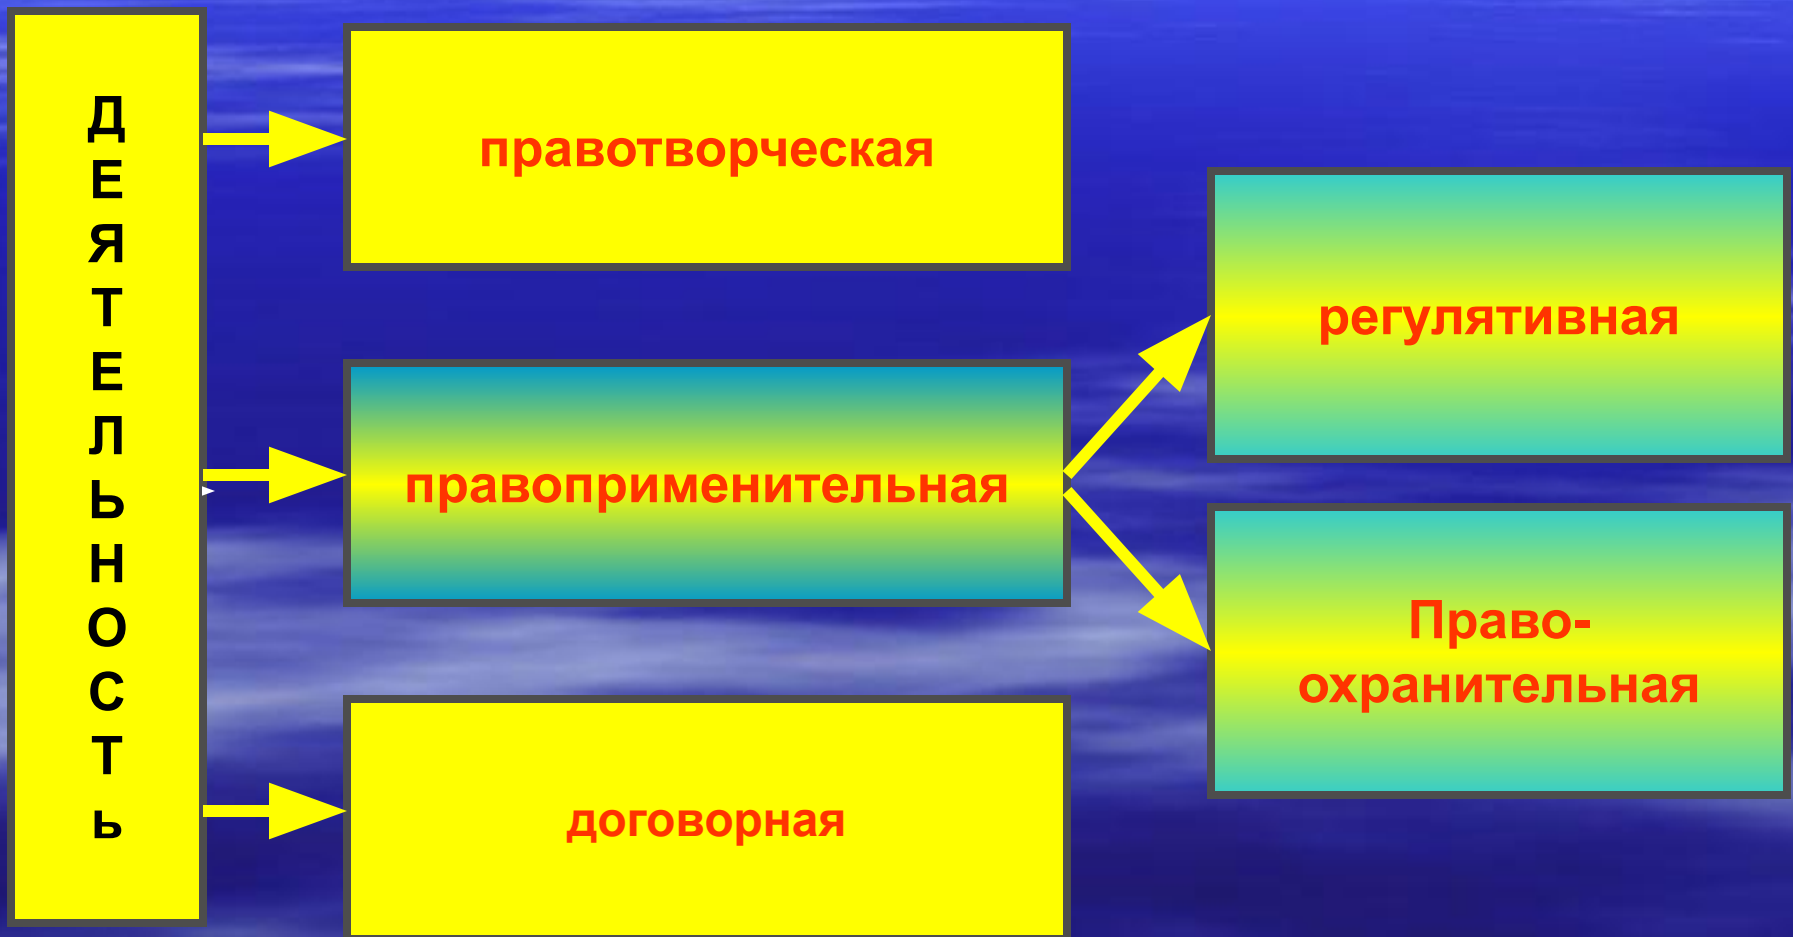 Д
Е
Я
Т
Е
Л
Ь
Н
О
С
Т
ь
правотворческая
правоприменительная
договорная
регулятивная
Право-
охранительная